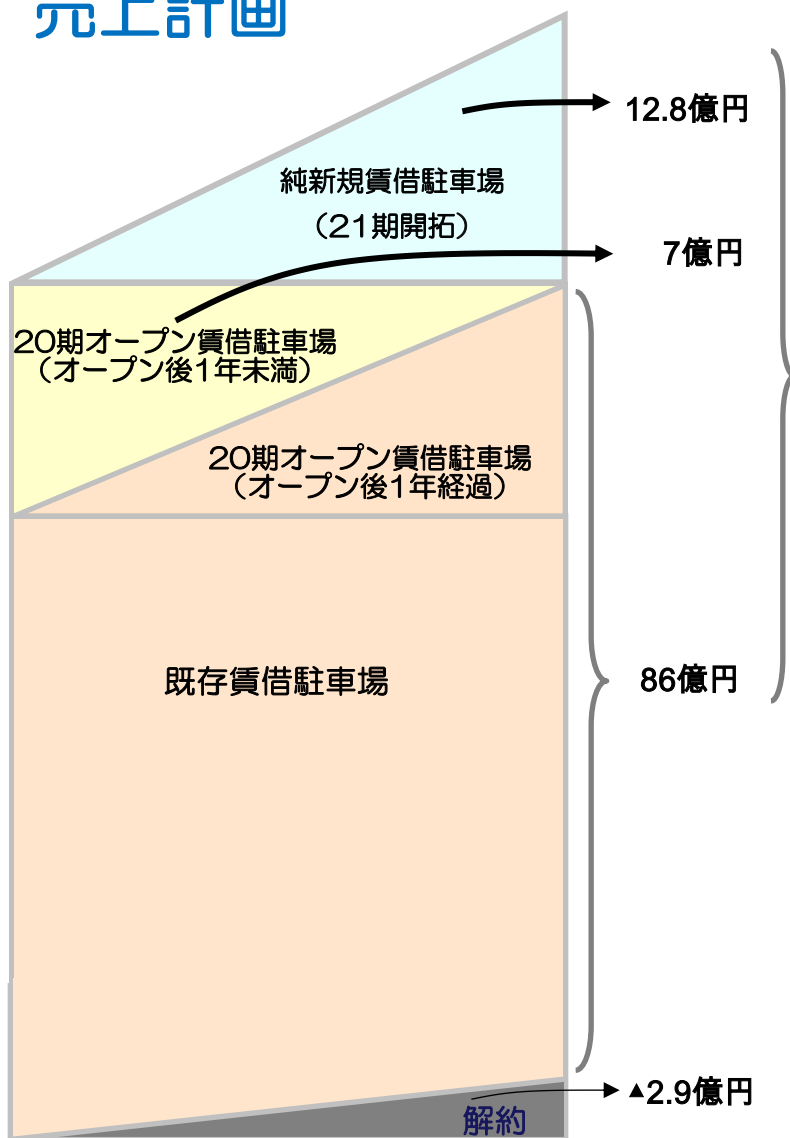 売上計画
12.8億円
純新規賃借駐車場
（21期開拓）
7億円
20期オープン賃借駐車場
（オープン後1年未満）
20期オープン賃借駐車場
（オープン後1年経過）
既存賃借駐車場
86億円
▲2.9億円
解約